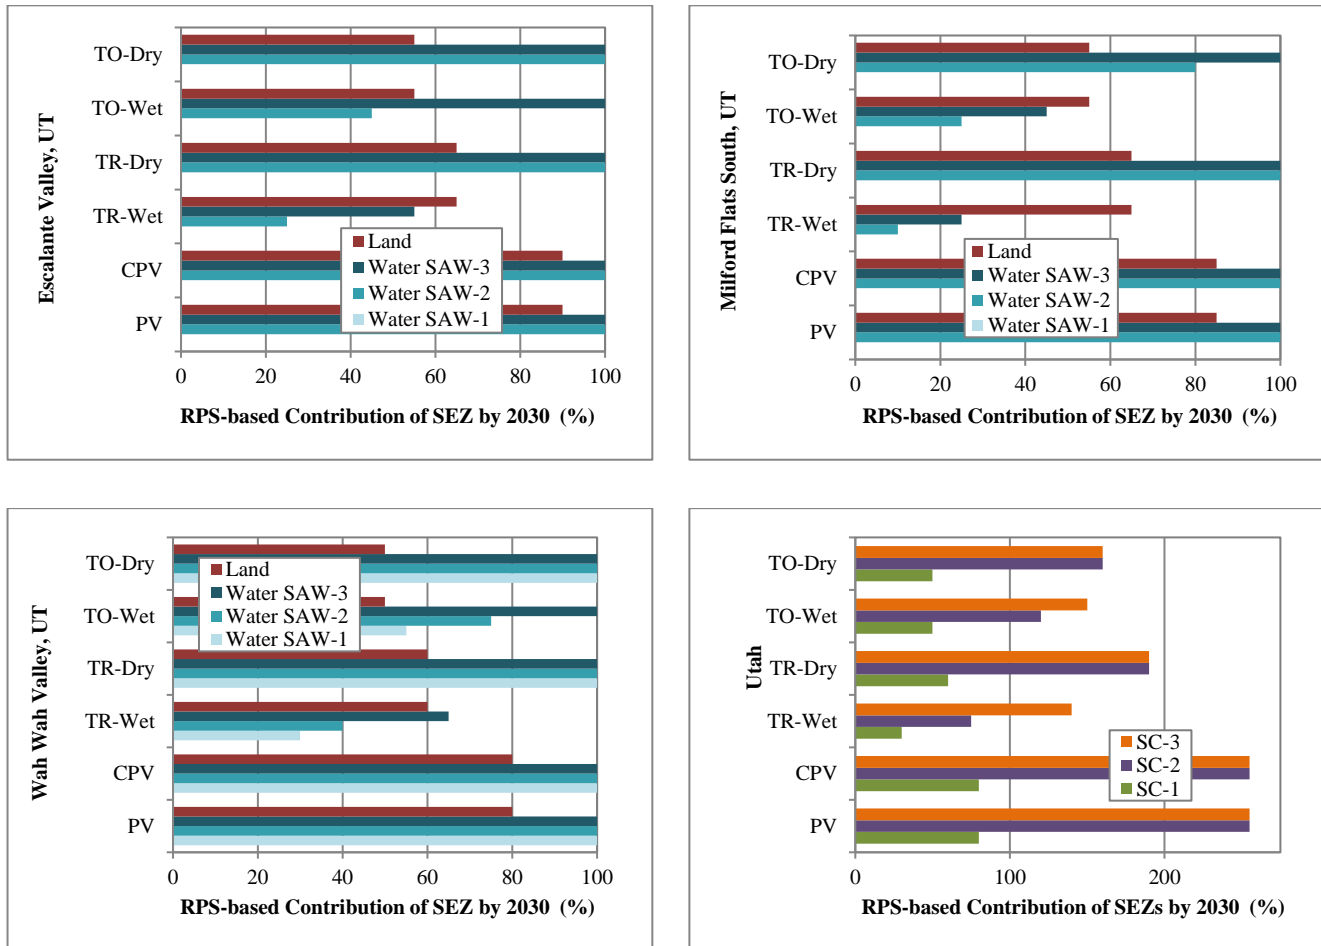 Escalante Valley, UT
TO-Dry
TO-Wet
TR-Dry
TR-Wet
CPV
PV
Land
Water SAW-3
Water SAW-2
Water SAW-1
0 20 40 60 80 100
RPS-based Contribution of SEZ by 2030 (%)
Milford Flats South, UT
TO-Dry
TO-Wet
TR-Dry
TR-Wet
CPV
PV
Land
Water SAW-3
Water SAW-2
Water SAW-1
0 20 40 60 80 100
RPS-based Contribution of SEZ by 2030 (%)
Wah Wah Valley, UT
TO-Dry
TO-Wet
TR-Dry
TR-Wet
CPV
PV
Land
Water SAW-3
Water SAW-2
Water SAW-1
0 20 40 60 80 100
RPS-based Contribution of SEZ by 2030 (%)
Utah
TO-Dry
TO-Wet
TR-Dry
TR-Wet
CPV
PV
SC-3
SC-2
SC-1
0 100 200
RPS-based Contribution of SEZs by 2030 (%)